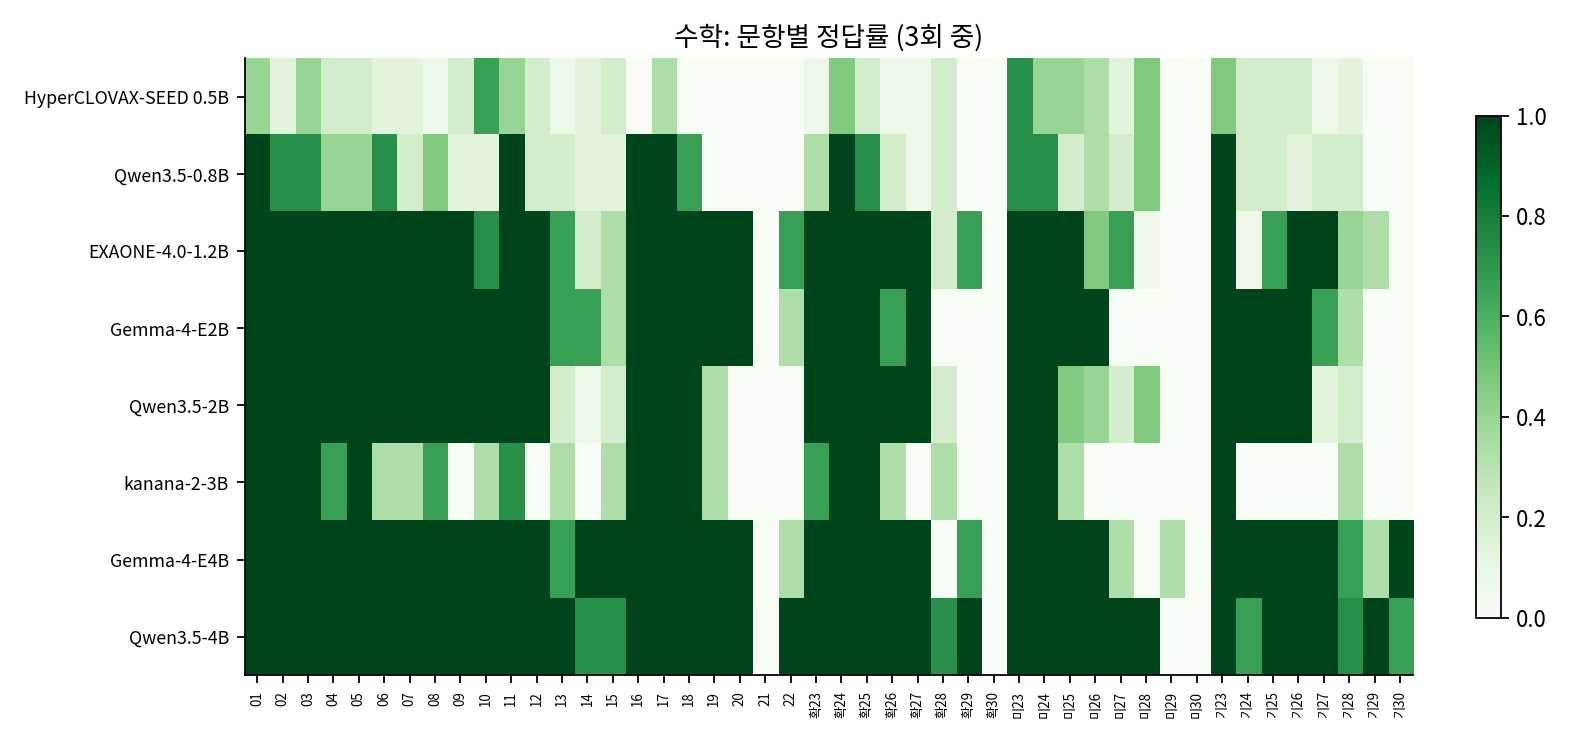 수학: 문항별 정답률 (3회 중)
HyperCLOVAX-SEED 0.5B
Qwen3.5-0.8B
EXAONE-4.0-1.2B
Gemma-4-E2B
Qwen3.5-2B
kanana-2-3B
Gemma-4-E4B
Qwen3.5-4B
01 02 03 04 05 06 07 08 09 10 11 12 13 14 15 16 17 18 19 20 21 22 확23 확24 확25 확26 확27 확28 확29 확30 미23 미24 미25 미26 미27 미28 미29 미30 기23 기24 기25 기26 기27 기28 기29 기30
1.0
0.8
0.6
0.4
0.2
0.0